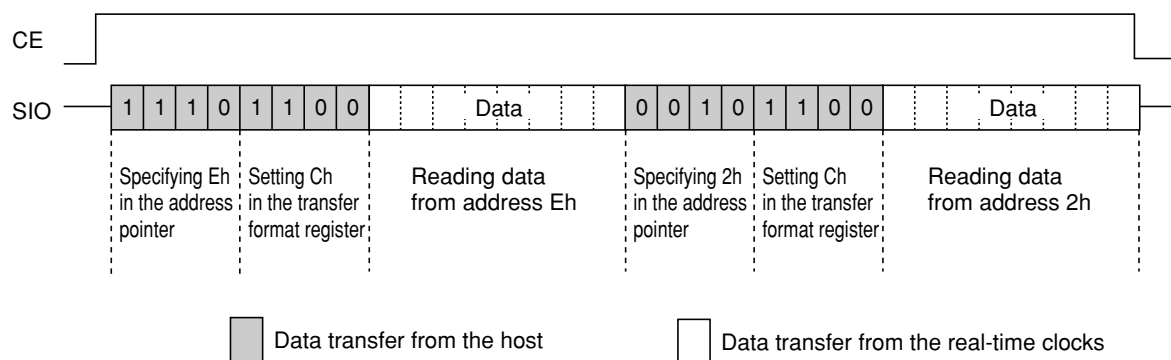 CE
SIO 1 1 1 0 1 1 0 0 Data 0 0 1 0 1 1 0 0 Data
Specifying Eh
in the address
pointer
Setting Ch
in the transfer
format register
Reading data
from address Eh
Specifying 2h
in the address
pointer
Setting Ch
in the transfer
format register
Reading data
from address 2h
Data transfer from the host
Data transfer from the real-time clocks